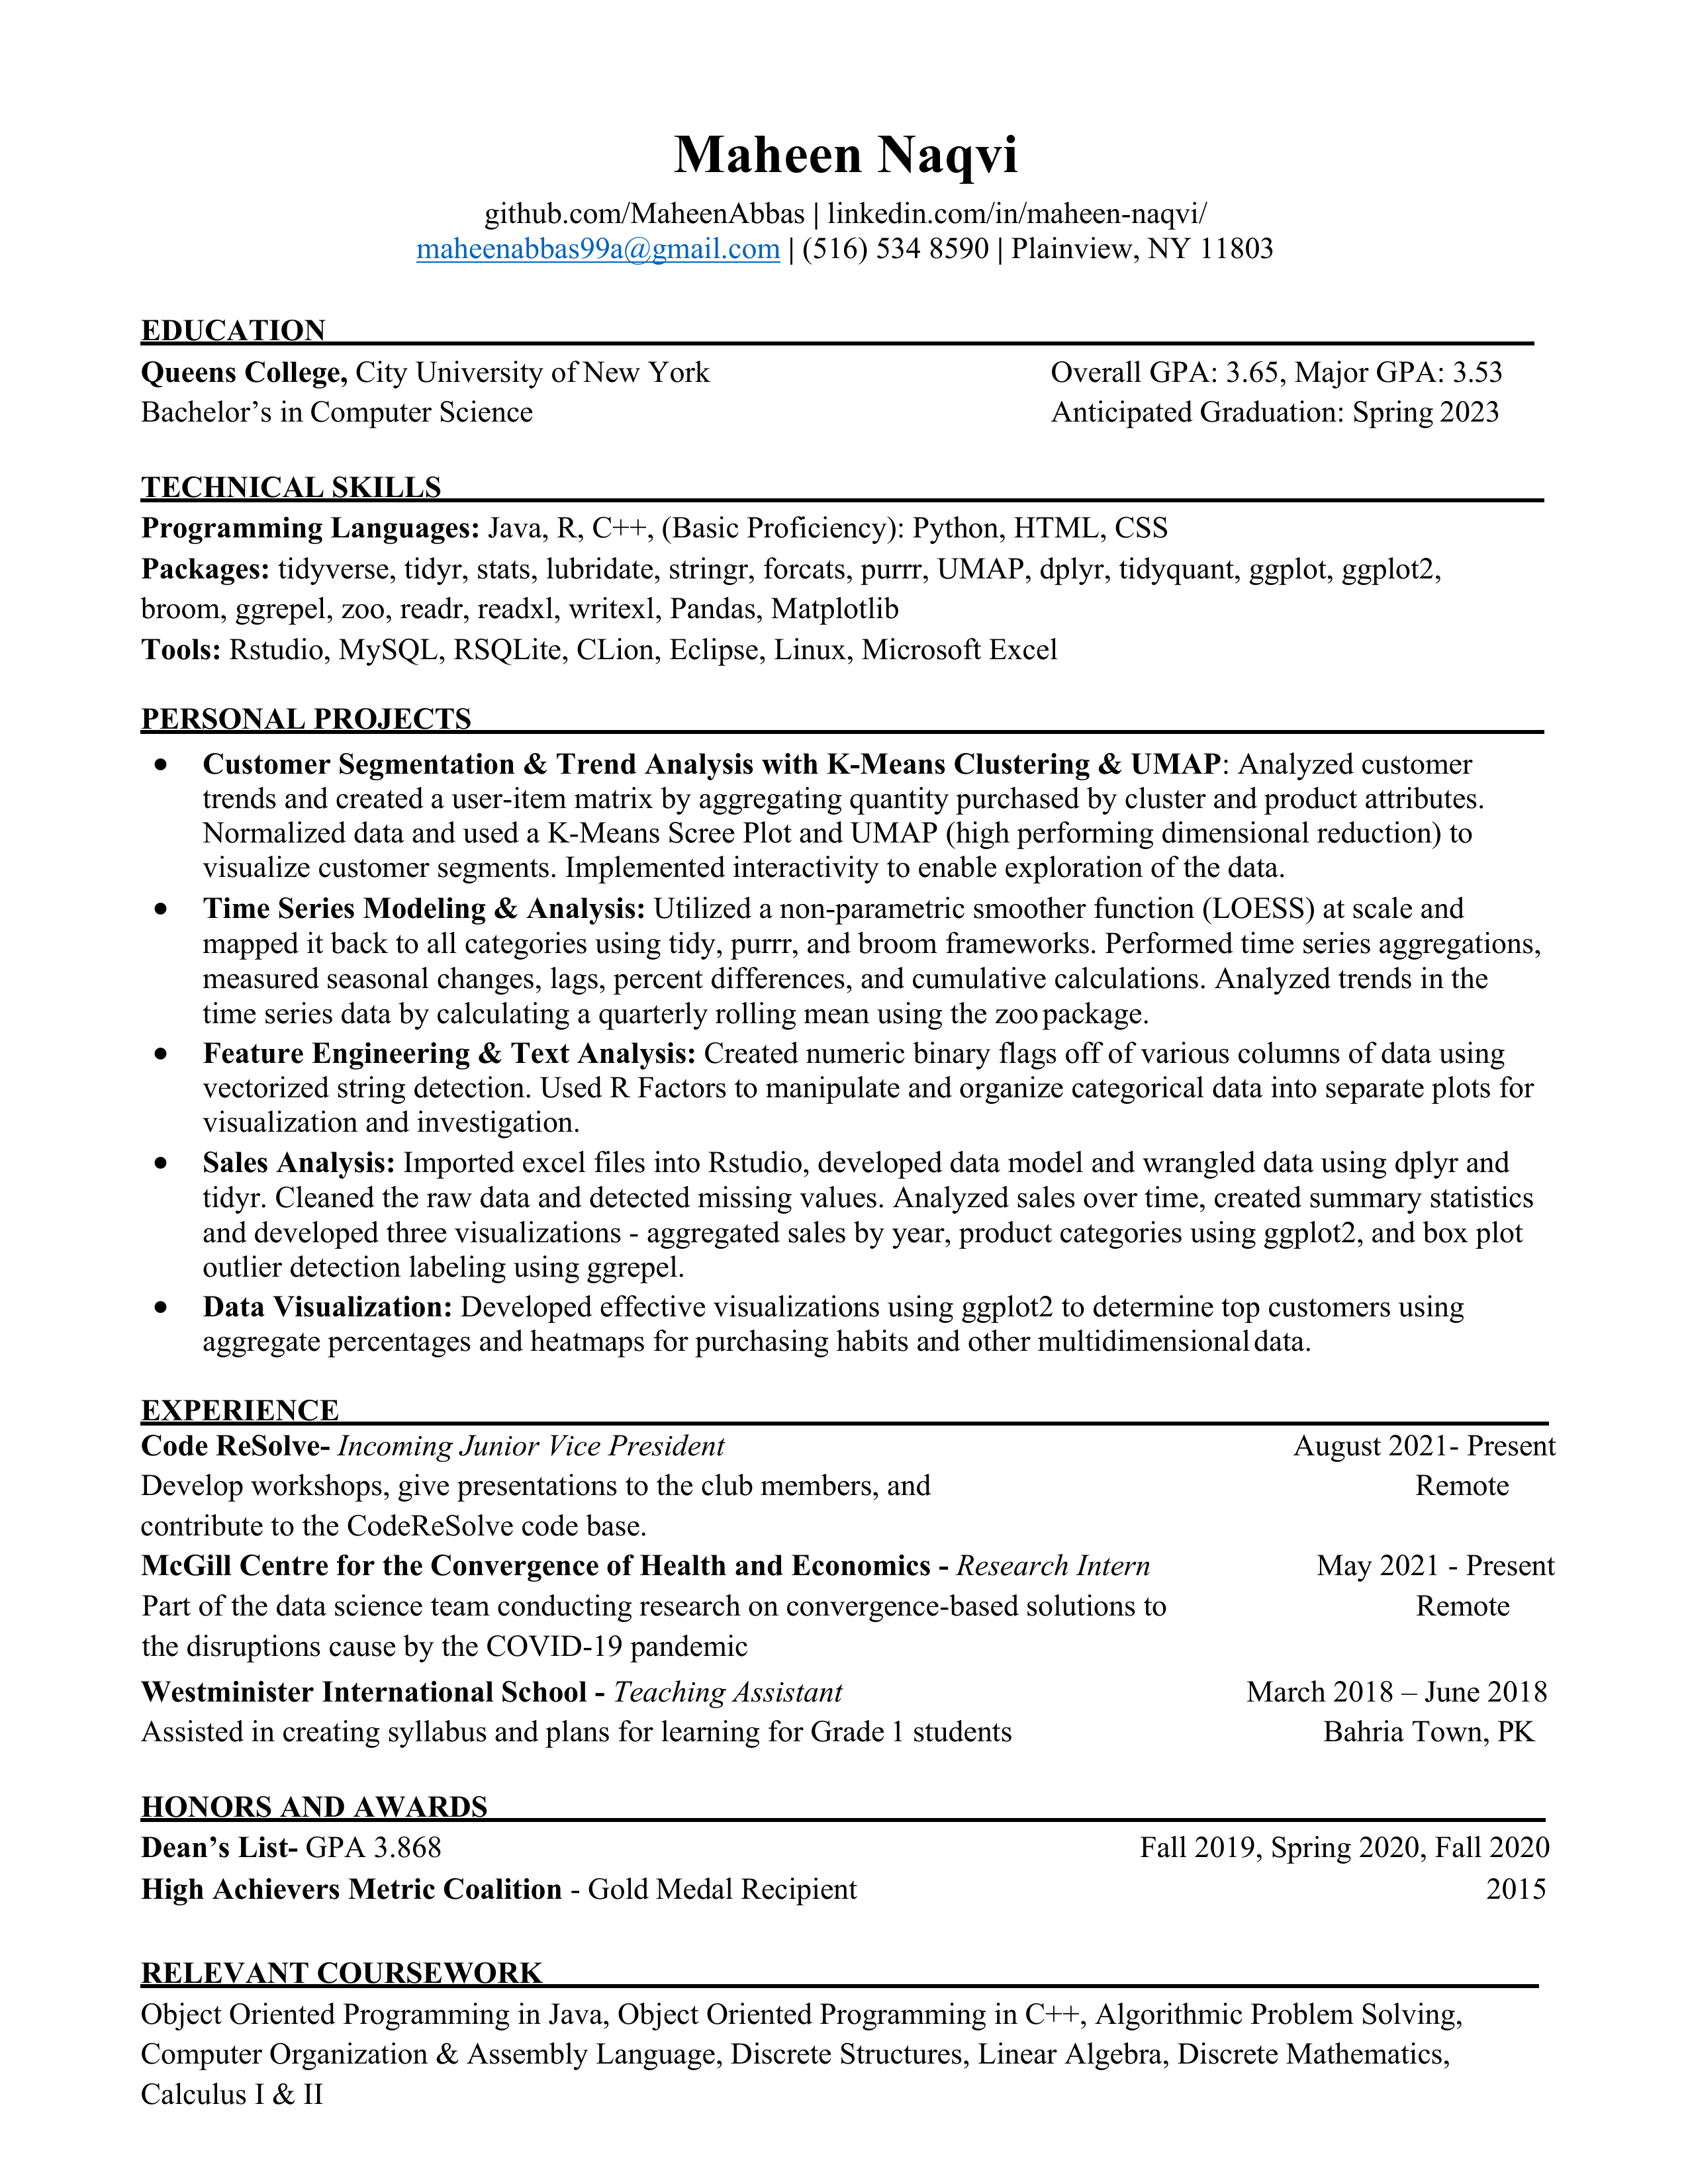 Maheen Naqvi
github.com/MaheenAbbas | linkedin.com/in/maheen-naqvi/
maheenabbas99a@gmail.com | (516) 534 8590 | Plainview, NY 11803
EDUCATION
Queens College, City University of New York Overall GPA: 3.65, Major GPA: 3.53
Bachelor’s in Computer Science Anticipated Graduation: Spring 2023
TECHNICAL SKILLS
Programming Languages: Java, R, C++, (Basic Proficiency): Python, HTML, CSS
Packages: tidyverse, tidyr, stats, lubridate, stringr, forcats, purrr, UMAP, dplyr, tidyquant, ggplot, ggplot2,
broom, ggrepel, zoo, readr, readxl, writexl, Pandas, Matplotlib
Tools: Rstudio, MySQL, RSQLite, CLion, Eclipse, Linux, Microsoft Excel
PERSONAL PROJECTS
• Customer Segmentation & Trend Analysis with K-Means Clustering & UMAP: Analyzed customer
trends and created a user-item matrix by aggregating quantity purchased by cluster and product attributes.
Normalized data and used a K-Means Scree Plot and UMAP (high performing dimensional reduction) to
visualize customer segments. Implemented interactivity to enable exploration of the data.
• Time Series Modeling & Analysis: Utilized a non-parametric smoother function (LOESS) at scale and
mapped it back to all categories using tidy, purrr, and broom frameworks. Performed time series aggregations,
measured seasonal changes, lags, percent differences, and cumulative calculations. Analyzed trends in the
time series data by calculating a quarterly rolling mean using the zoo package.
• Feature Engineering & Text Analysis: Created numeric binary flags off of various columns of data using
vectorized string detection. Used R Factors to manipulate and organize categorical data into separate plots for
visualization and investigation.
• Sales Analysis: Imported excel files into Rstudio, developed data model and wrangled data using dplyr and
tidyr. Cleaned the raw data and detected missing values. Analyzed sales over time, created summary statistics
and developed three visualizations - aggregated sales by year, product categories using ggplot2, and box plot
outlier detection labeling using ggrepel.
• Data Visualization: Developed effective visualizations using ggplot2 to determine top customers using
aggregate percentages and heatmaps for purchasing habits and other multidimensional data.
EXPERIENCE
Code ReSolve- Incoming Junior Vice President August 2021- Present
Develop workshops, give presentations to the club members, and Remote
contribute to the CodeReSolve code base.
McGill Centre for the Convergence of Health and Economics - Research Intern May 2021 - Present
Part of the data science team conducting research on convergence-based solutions to Remote
the disruptions cause by the COVID-19 pandemic
Westminister International School - Teaching Assistant March 2018 – June 2018
Assisted in creating syllabus and plans for learning for Grade 1 students Bahria Town, PK
HONORS AND AWARDS
Dean’s List- GPA 3.868 Fall 2019, Spring 2020, Fall 2020
High Achievers Metric Coalition - Gold Medal Recipient 2015
RELEVANT COURSEWORK
Object Oriented Programming in Java, Object Oriented Programming in C++, Algorithmic Problem Solving,
Computer Organization & Assembly Language, Discrete Structures, Linear Algebra, Discrete Mathematics,
Calculus I & II